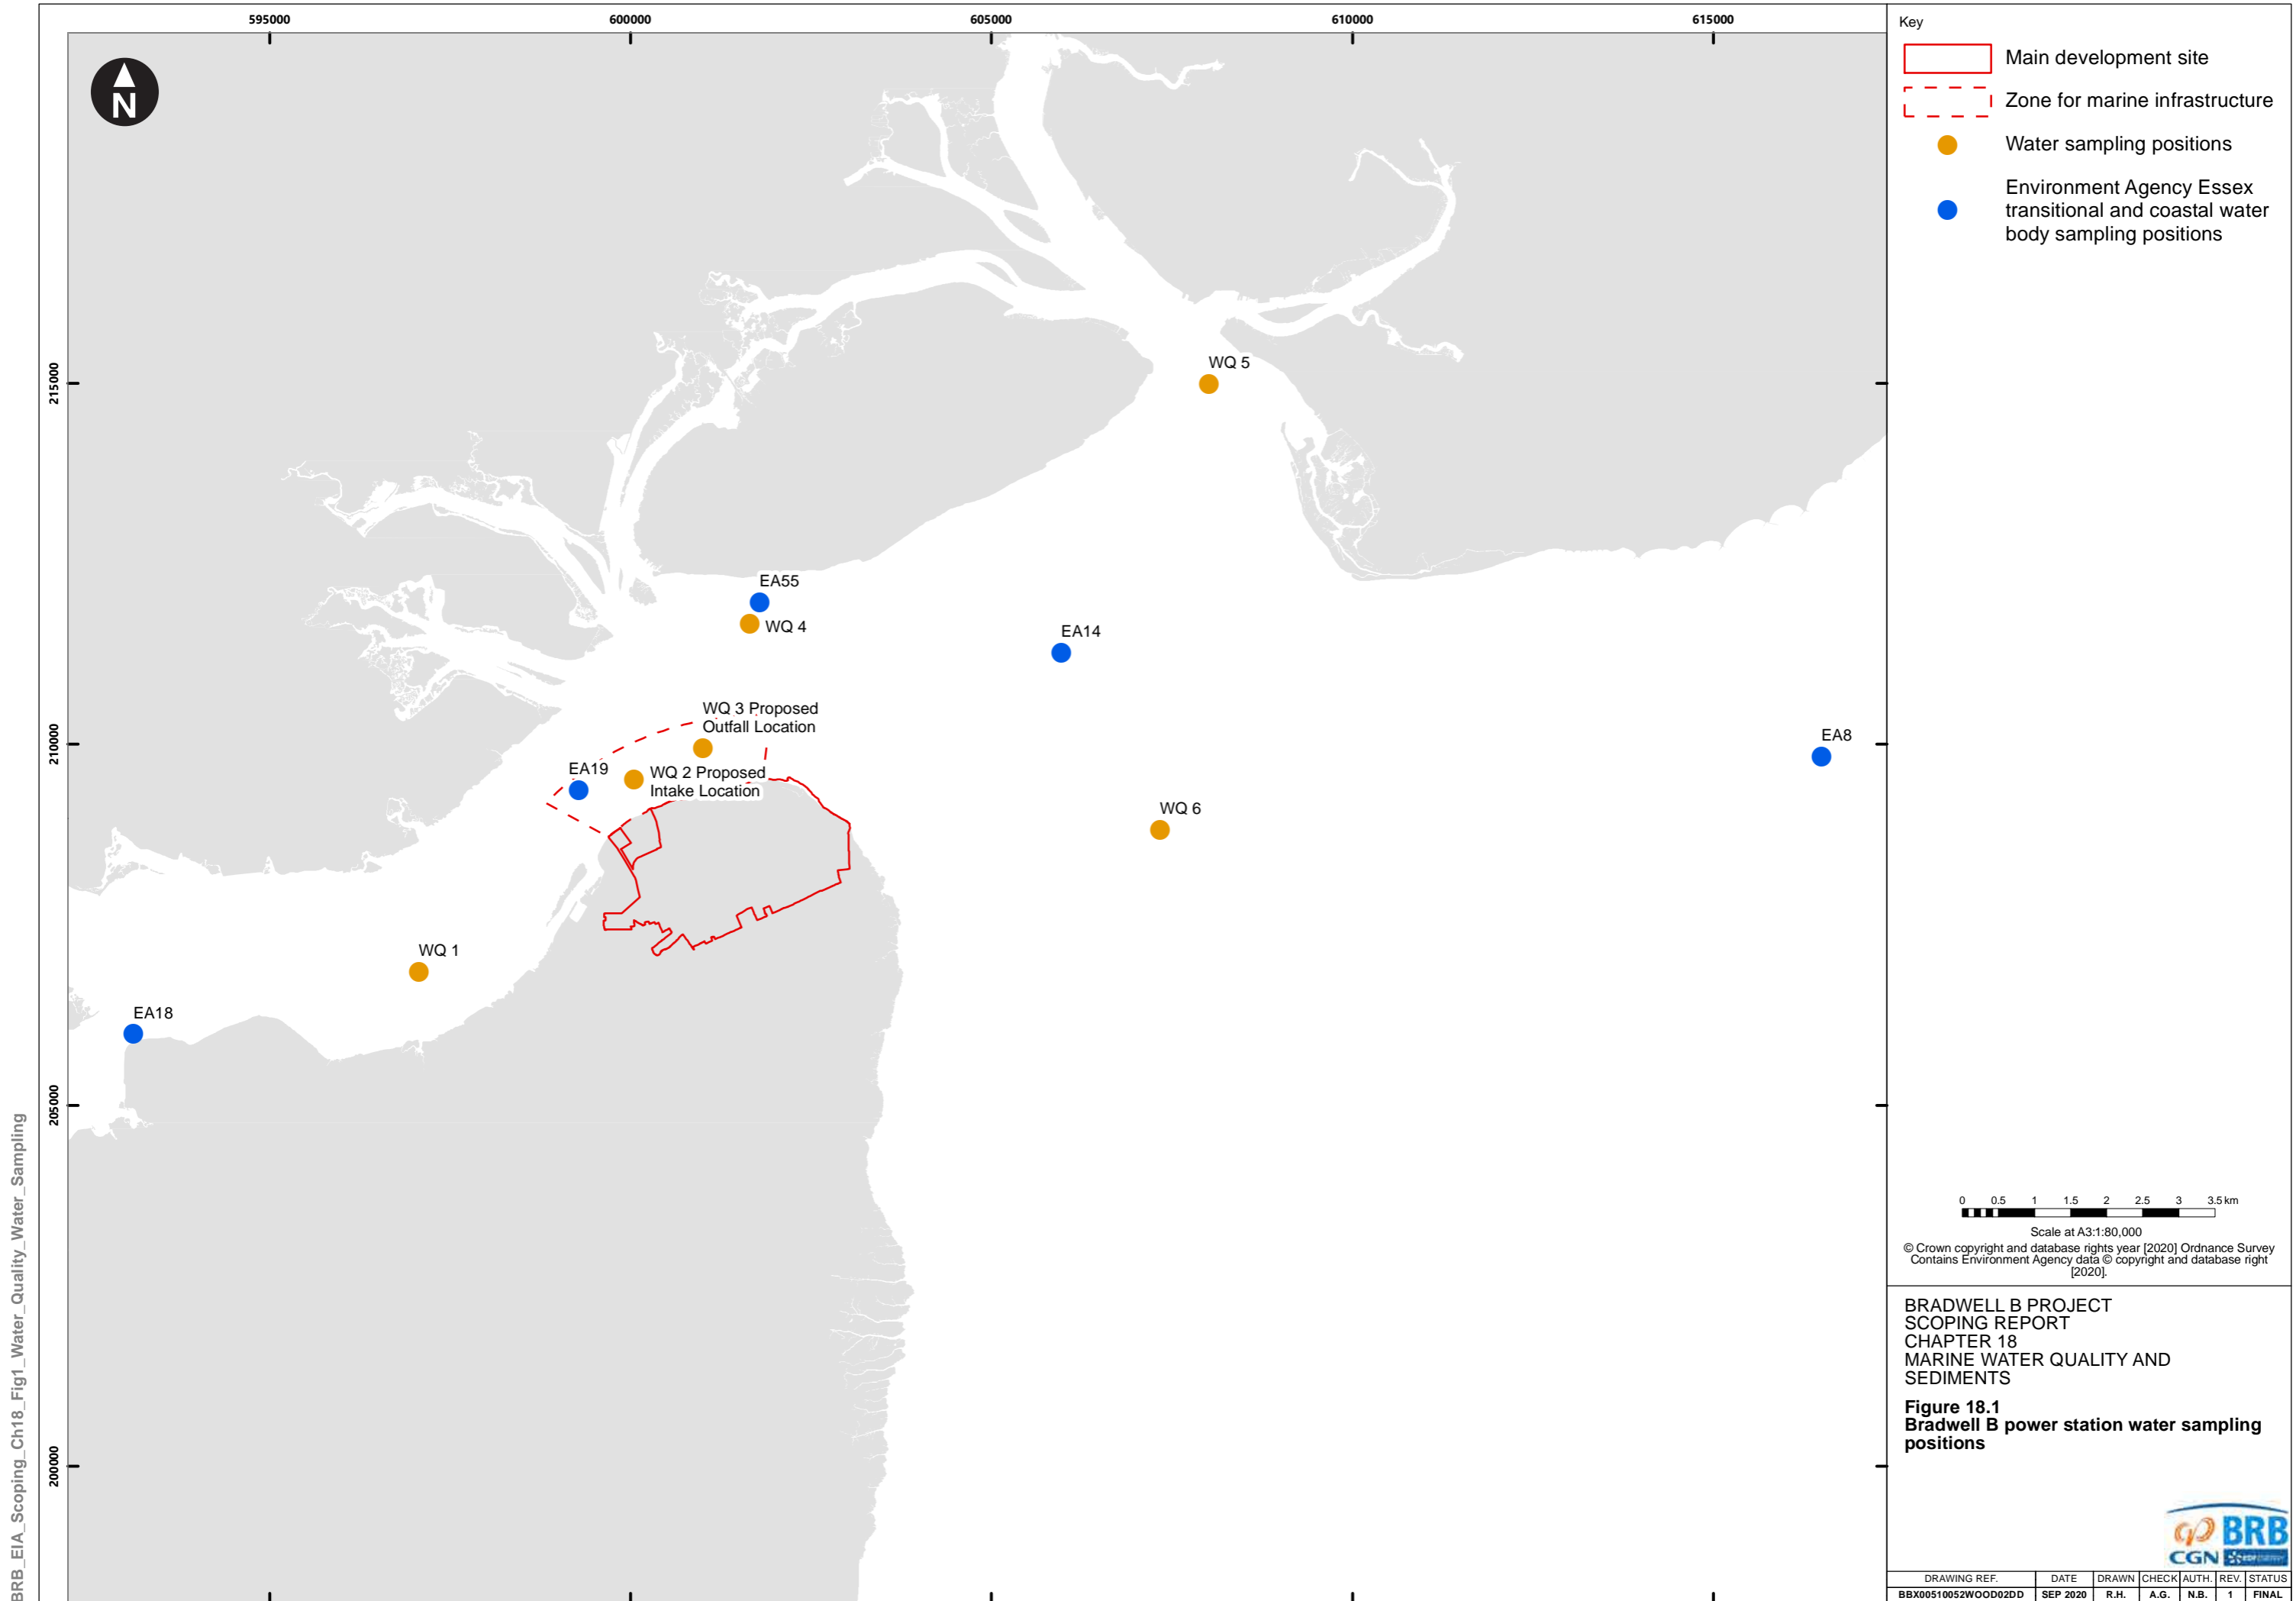 595000
600000
605000
610000
615000
N
215000
210000
205000
200000
WQ 5
EA55
WQ 4
EA14
WQ 3 Proposed
Outfall Location
EA8
EA19
WQ 2 Proposed
Intake Location
WQ 6
WQ 1
EA18
BRB_EIA_Scoping_Ch18_Fig1_Water_Quality_Water_Sampling
Key
Main development site
Zone for marine infrastructure
Water sampling positions
Environment Agency Essex
transitional and coastal water
body sampling positions
0 0.5 1 1.5 2 2.5 3 3.5 km
Scale at A3:1:80,000
© Crown copyright and database rights year [2020] Ordnance Survey
Contains Environment Agency data © copyright and database right
[2020].
BRADWELL B PROJECT
SCOPING REPORT
CHAPTER 18
MARINE WATER QUALITY AND
SEDIMENTS
Figure 18.1
Bradwell B power station water sampling
positions
BRB
CGN edf ENERGY
DRAWING REF. DATE DRAWN CHECK AUTH. REV. STATUS
BBX00510052WOOD02DD SEP 2020 R.H. A.G. N.B. 1 FINAL